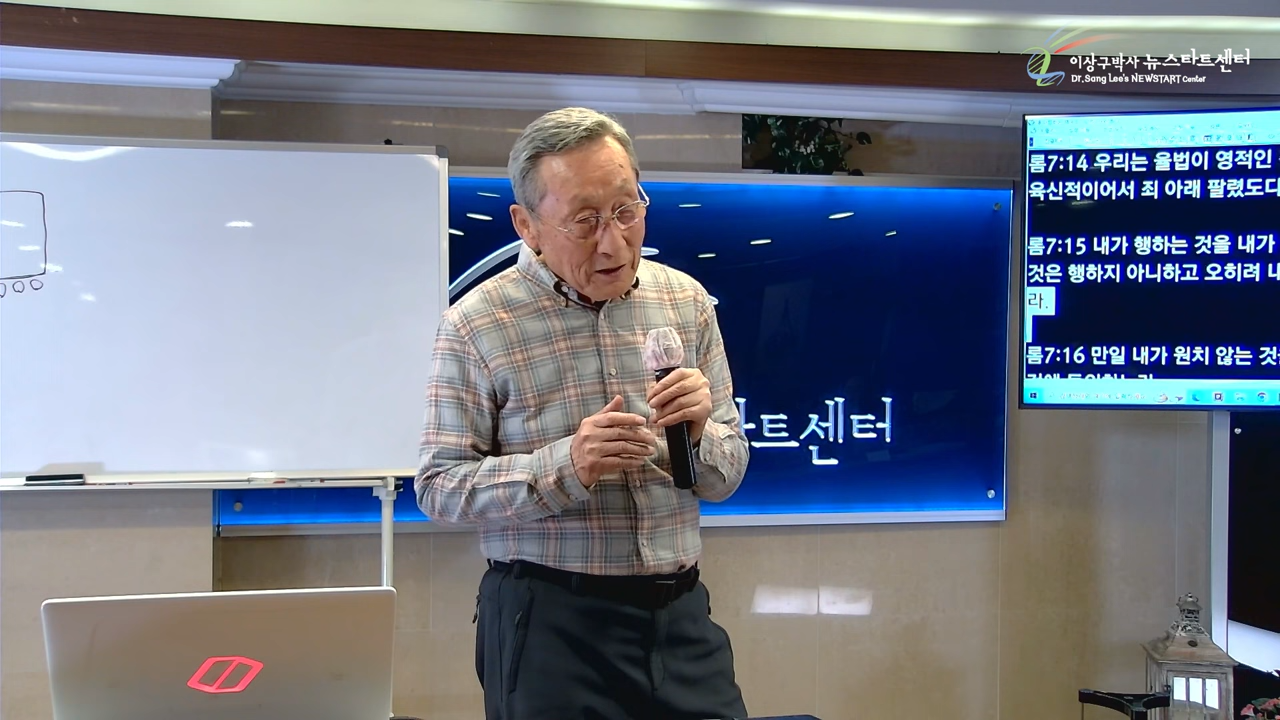 이상구박사 뉴스타트센터
Dr. Sang Lee's NEWSTART Center
롬7:14 우리는 율법이 영적인
육신적이어서 죄 아래 팔렸도다
롬7:15 내가 행하는 것을 내가
것은 행하지 아니하고 오히려 내
라.
롬7:16 만일 내가 원치 않는 것
트센터